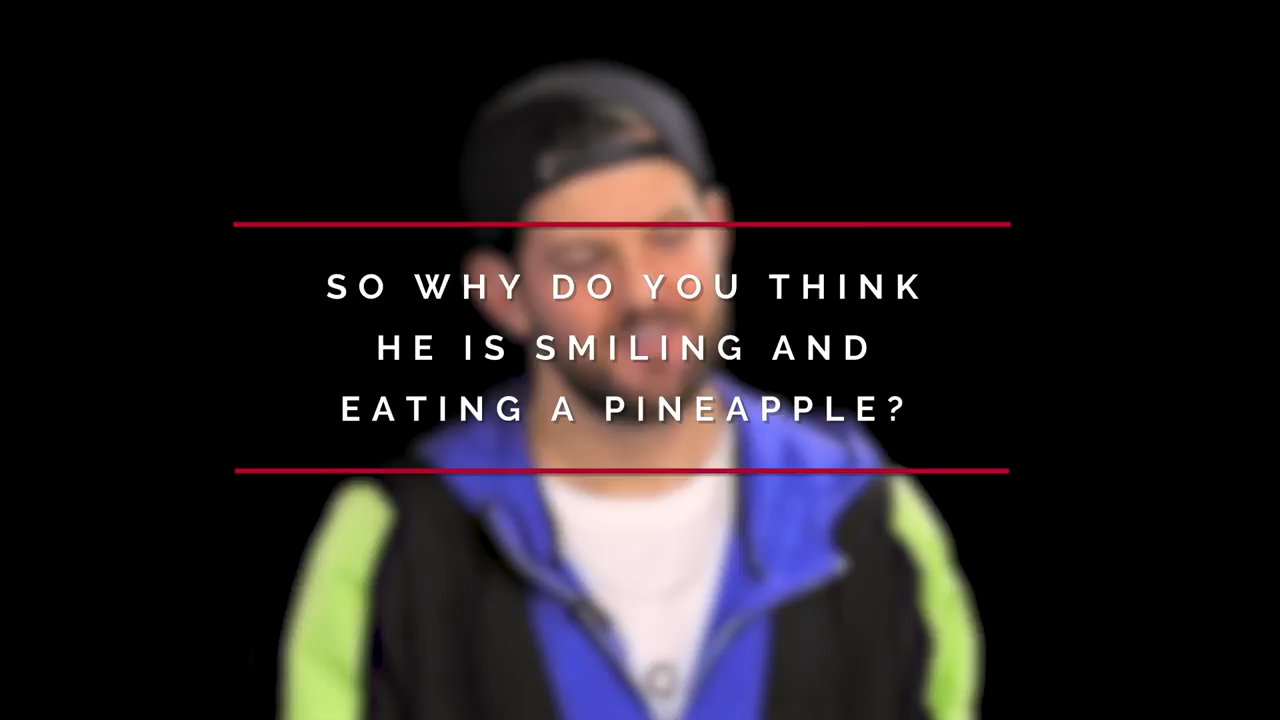 SO WHY DO YOU THINK
HE IS SMILING AND
EATING A PINEAPPLE?